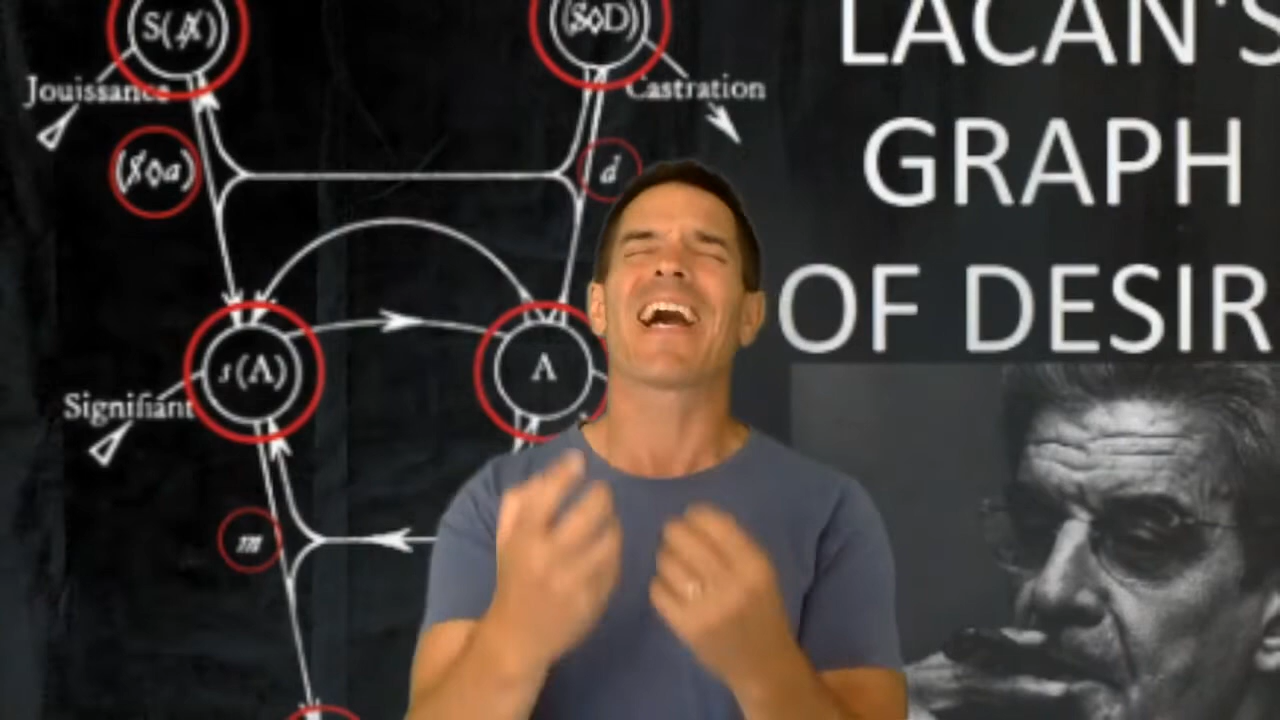 S(A̸)
($◊D)
LACAN'S
Jouissance
Castration
($◊a)
d
GRAPH
OF DESIR
s(A)
A
Signifiant
m